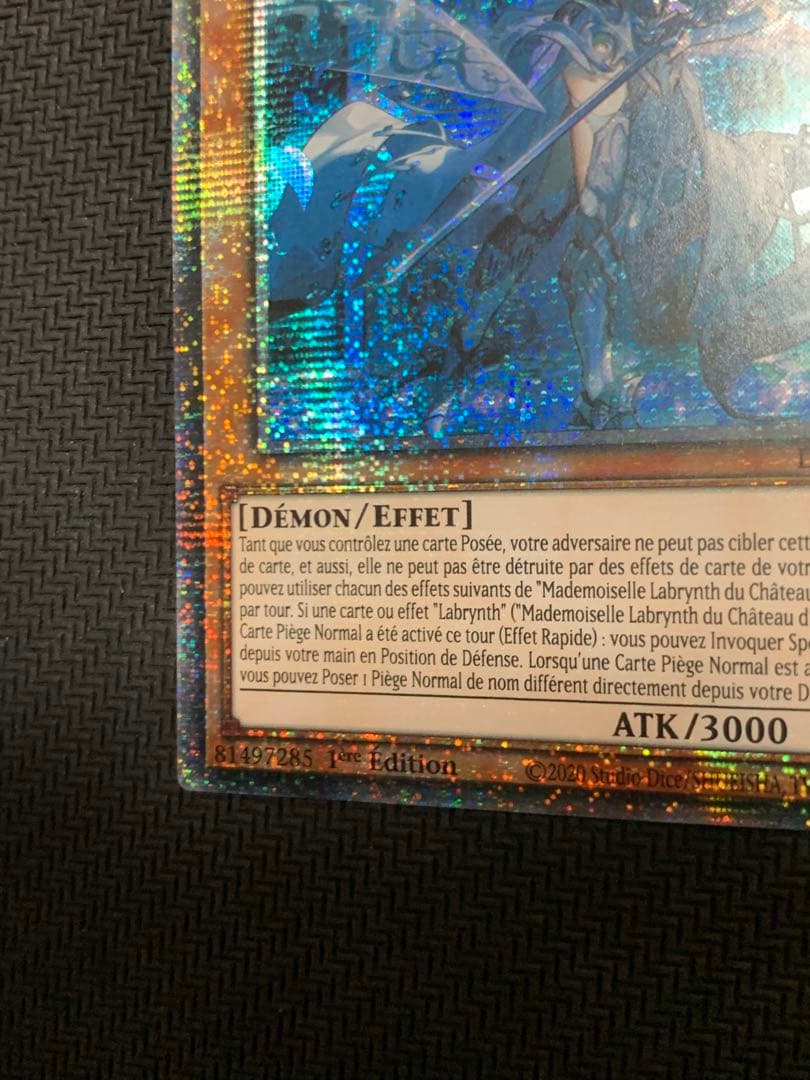 [DÉMON/EFFET]
Tant que vous contrôlez une carte Posée, votre adversaire ne peut pas cibler cett
de carte, et aussi, elle ne peut pas être détruite par des effets de carte de votr
pouvez utiliser chacun des effets suivants de "Mademoiselle Labrynth du Château
par tour. Si une carte ou effet "Labrynth" ("Mademoiselle Labrynth du Château d
Carte Piège Normal a été activé ce tour (Effet Rapide) : vous pouvez Invoquer Spé
depuis votre main en Position de Défense. Lorsqu'une Carte Piège Normal est a
vous pouvez Poser 1 Piège Normal de nom différent directement depuis votre D
ATK/3000
81497285 1ère Édition
©2020 Studio Dice/SHUEISHA, TV